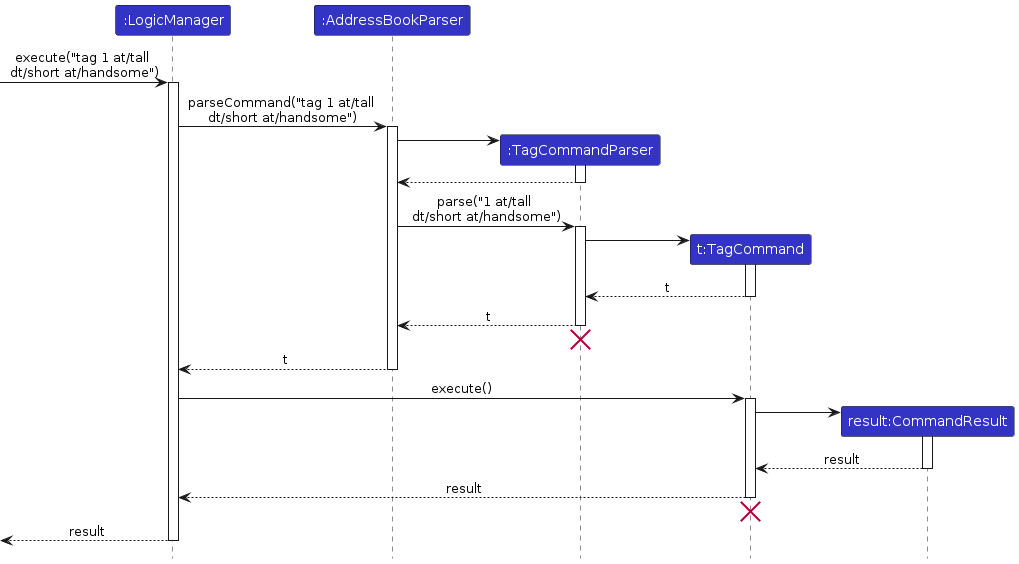 :LogicManager
:AddressBookParser
execute("tag 1 at/tall
dt/short at/handsome")
parseCommand("tag 1 at/tall
dt/short at/handsome")
:TagCommandParser
parse("1 at/tall
dt/short at/handsome")
t:TagCommand
t
t
t
execute()
result:CommandResult
result
result
result